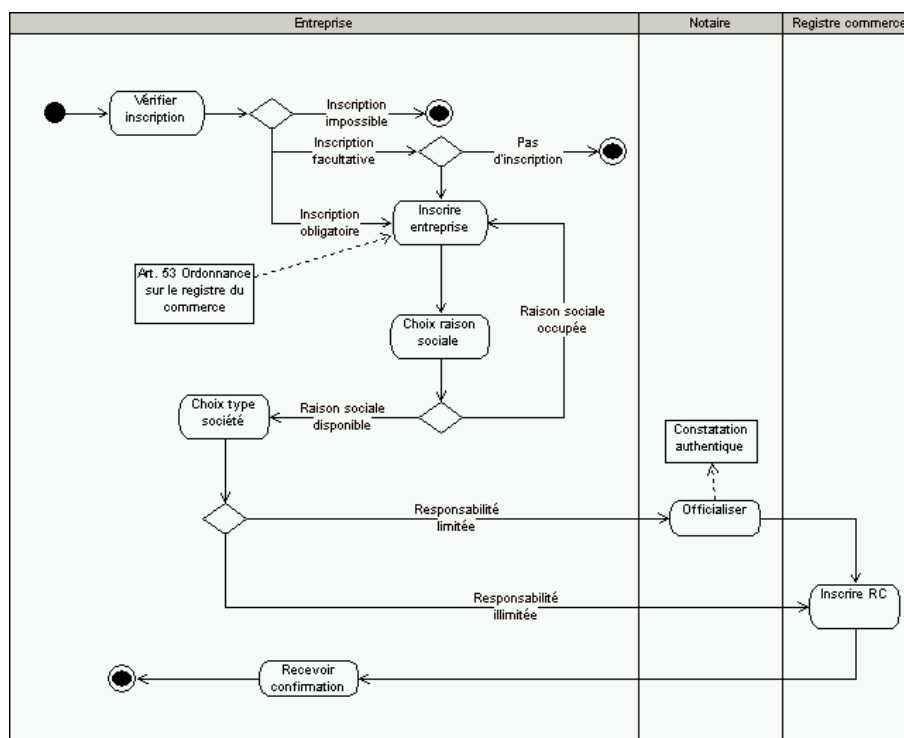 Entreprise
Notaire
Registre commerce
Vérifier
inscription
Inscription
impossible
Inscription
facultative
Pas
d'inscription
Inscription
obligatoire
Inscrire
entreprise
Art. 53 Ordonnance
sur le registre du
commerce
Choix raison
sociale
Raison sociale
occupée
Choix type
société
Raison sociale
disponible
Constatation
authentique
Responsabilité
limitée
Officialiser
Responsabilité
illimitée
Inscrire RC
Recevoir
confirmation